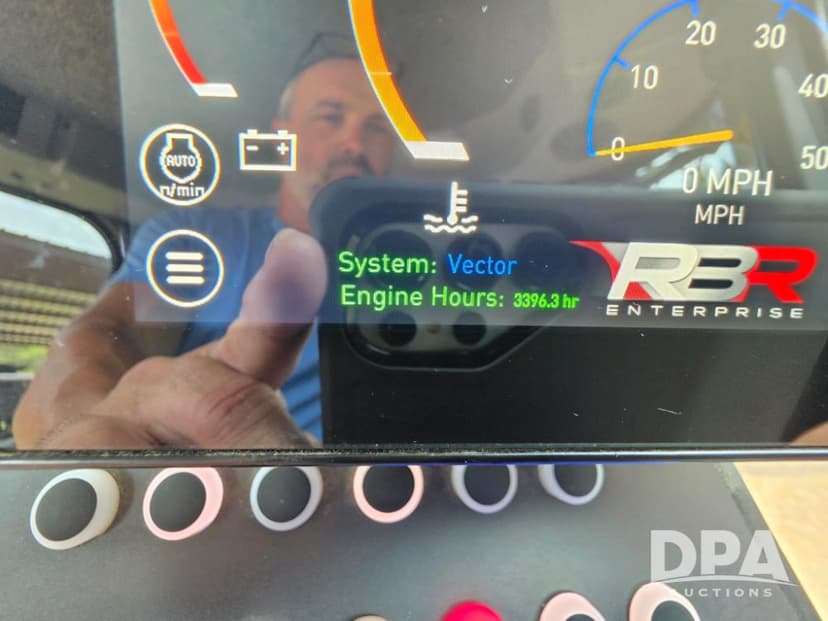 20
30
10
40
0
50
AUTO
n/min
- +
0 MPH
MPH
System: Vector
Engine Hours: 3396.3 hr
RBR
ENTERPRISE
DPA
AUCTIONS